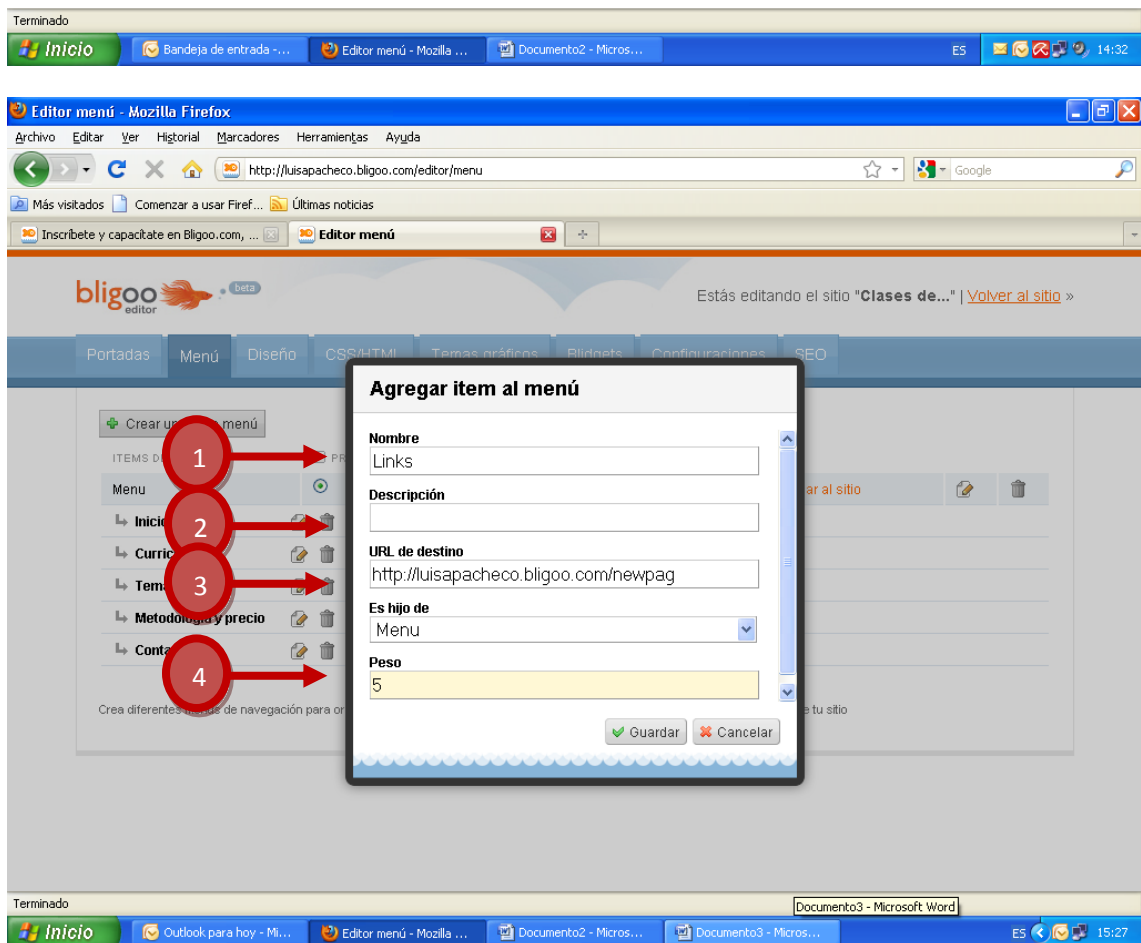 Terminado
Inicio Bandeja de entrada -... Editor menú - Mozilla ... Documento2 - Micros... ES 14:32
Editor menú - Mozilla Firefox
Archivo Editar Ver Historial Marcadores Herramientas Ayuda
http://luisapacheco.bligoo.com/editor/menu Google
Más visitados Comenzar a usar Firef... Últimas noticias
Inscríbete y capacítate en Bligoo.com, ... Editor menú
bligoo editor beta Estás editando el sitio "Clases de..." | Volver al sitio »
Portadas Menú Diseño CSS/HTML Temas gráficos Blidgets Configuraciones SEO
Agregar item al menú
Crear menú
Nombre
ITEMS 1
Links
Menu ar al sitio
Descripción
Inicio 2
URL de destino
http://luisapacheco.bligoo.com/newpag
3
Es hijo de
Metodología y precio
Menu
Peso
4
5
Crea diferentes de navegación para e tu sitio
Guardar Cancelar
Terminado
Documento3 - Microsoft Word
Inicio Outlook para hoy - Mi... Editor menú - Mozilla ... Documento2 - Micros... Documento3 - Micros... ES 15:27